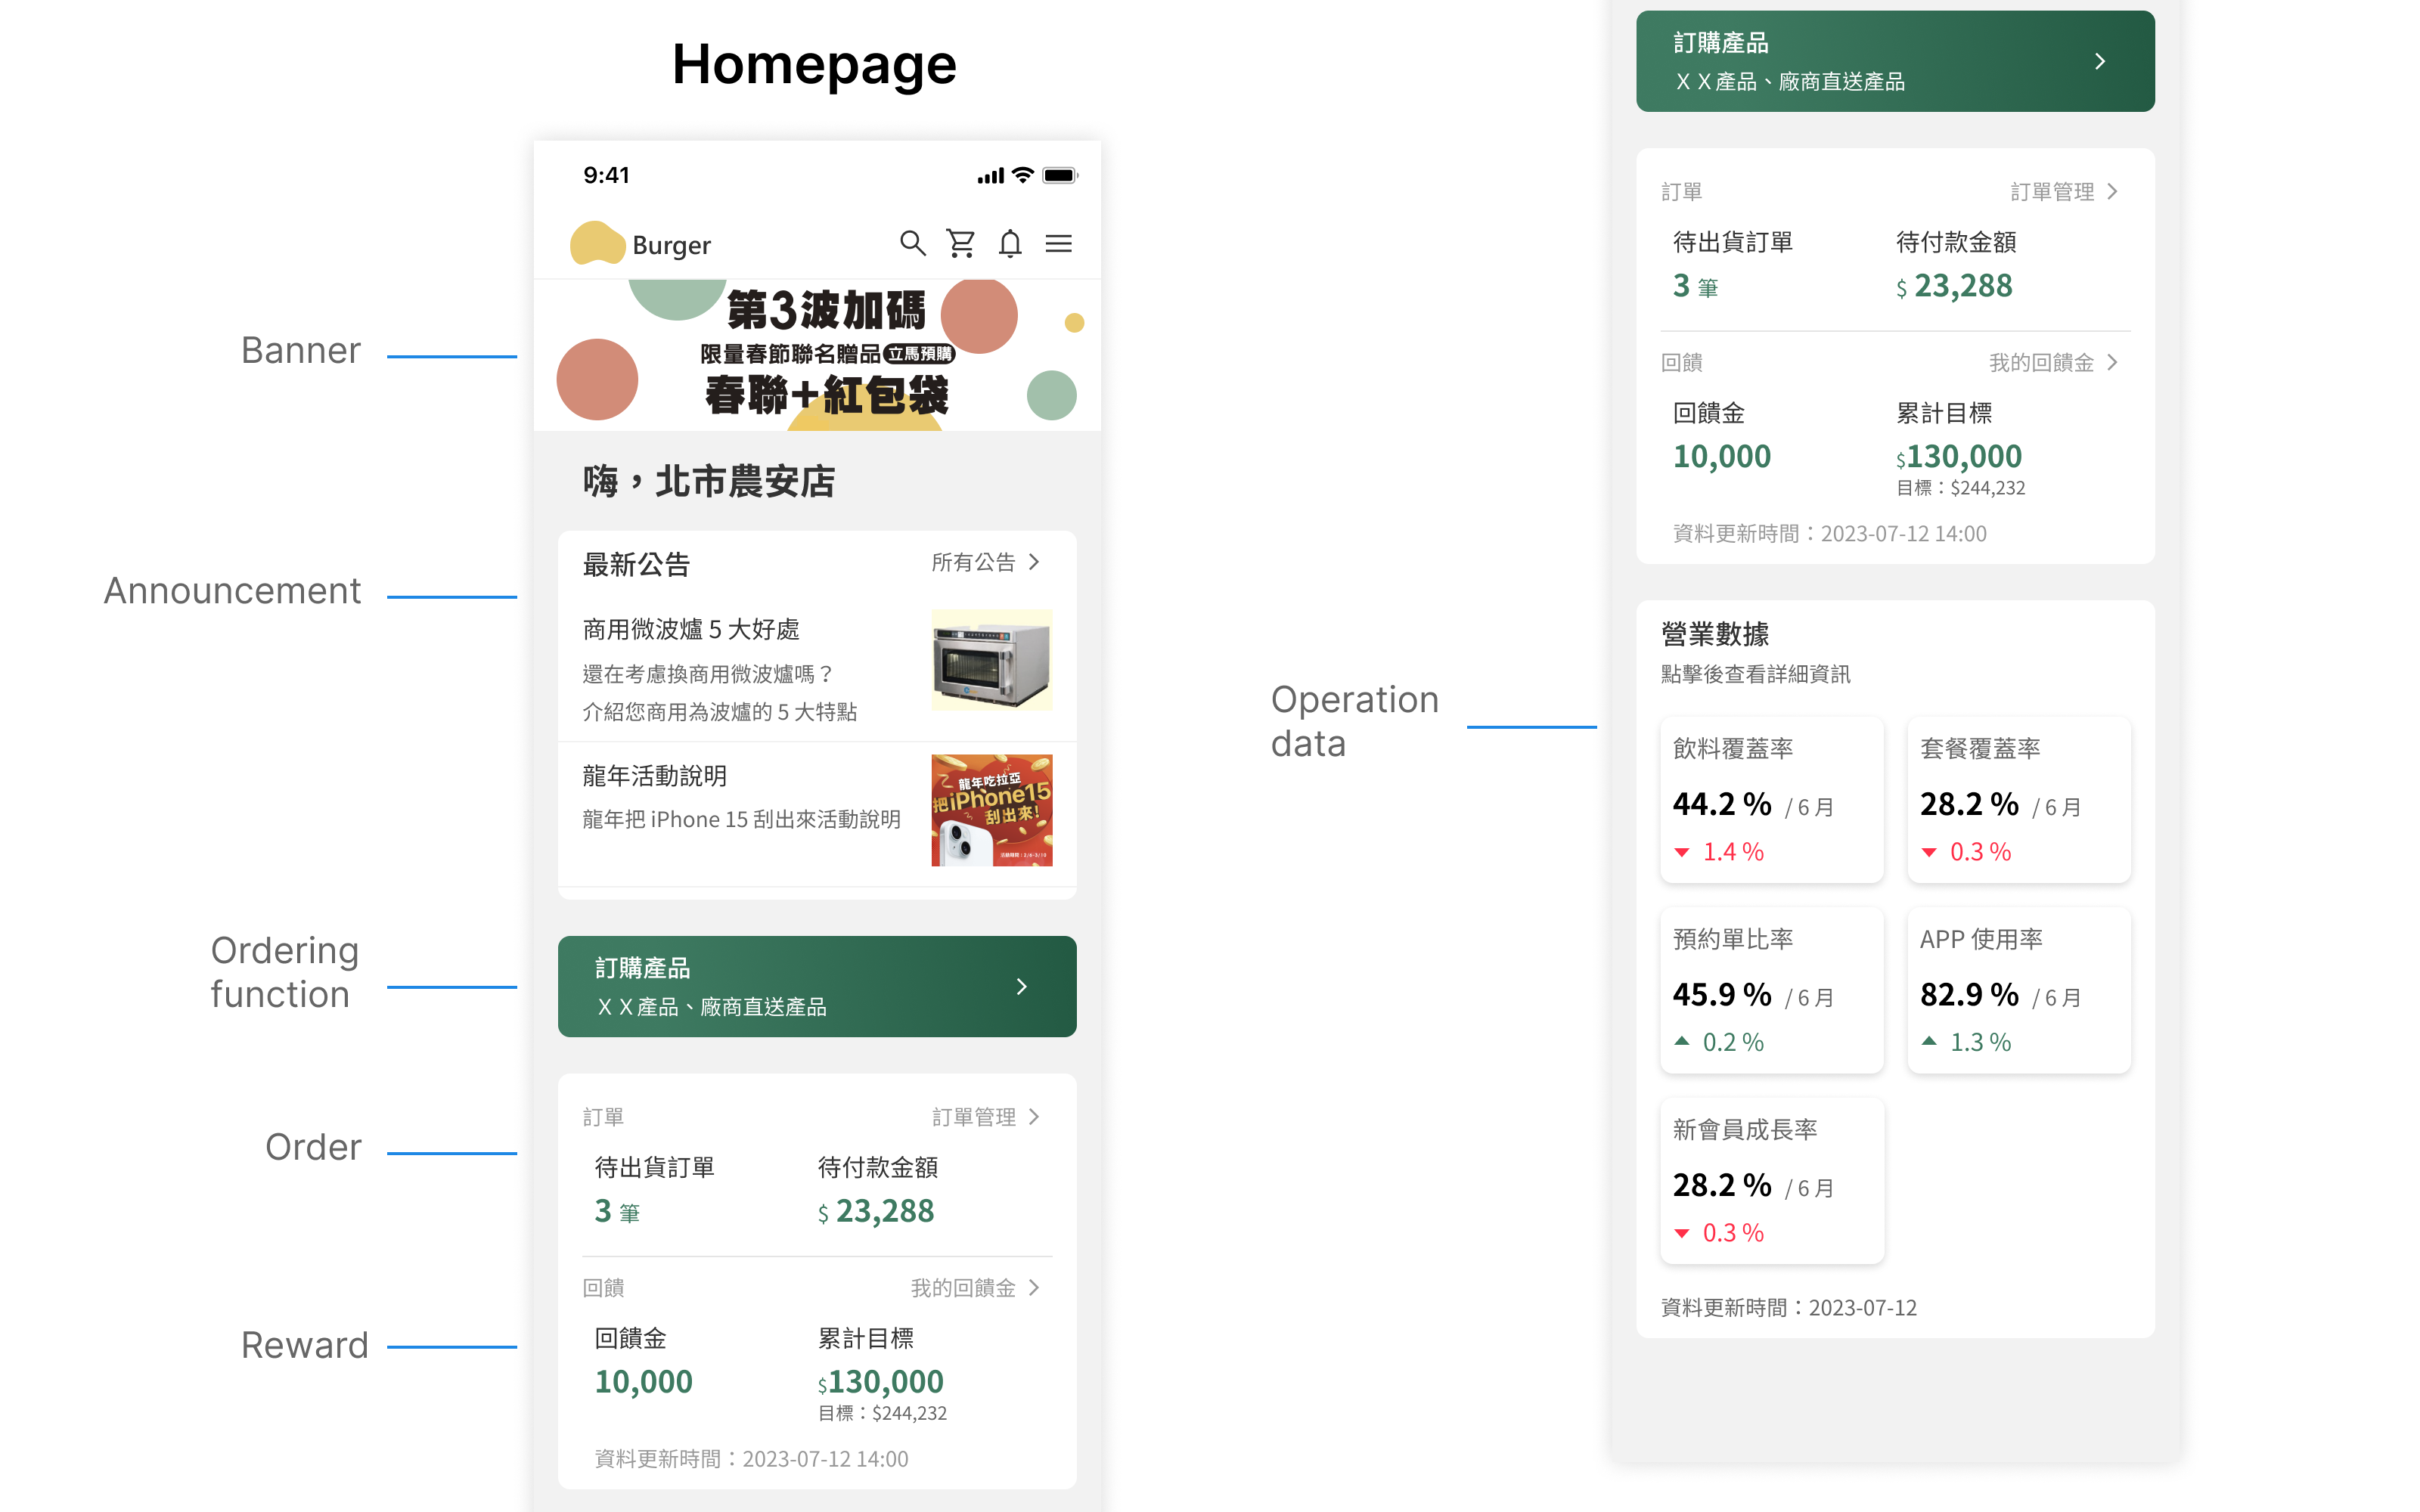 Homepage
9:41
Burger
Banner
第3波加碼
限量春節聯名贈品 立馬預購
春聯+紅包袋
嗨，北市農安店
Announcement
最新公告 所有公告
商用微波爐 5 大好處
還在考慮換商用微波爐嗎？
介紹您商用為波爐的 5 大特點
龍年活動說明
龍年把 iPhone 15 刮出來活動說明
龍年吃拉亞
把iPhone15
刮出來!
Ordering
function
訂購產品
ＸＸ產品、廠商直送產品
Order
訂單 訂單管理
待出貨訂單 待付款金額
3 筆 $ 23,288
Reward
回饋 我的回饋金
回饋金 累計目標
10,000 $130,000
目標：$244,232
資料更新時間：2023-07-12 14:00
訂購產品
ＸＸ產品、廠商直送產品
訂單 訂單管理
待出貨訂單 待付款金額
3 筆 $ 23,288
回饋 我的回饋金
回饋金 累計目標
10,000 $130,000
目標：$244,232
資料更新時間：2023-07-12 14:00
Operation
data
營業數據
點擊後查看詳細資訊
飲料覆蓋率 套餐覆蓋率
44.2 % / 6 月 28.2 % / 6 月
1.4 % 0.3 %
預約單比率 APP 使用率
45.9 % / 6 月 82.9 % / 6 月
0.2 % 1.3 %
新會員成長率
28.2 % / 6 月
0.3 %
資料更新時間：2023-07-12